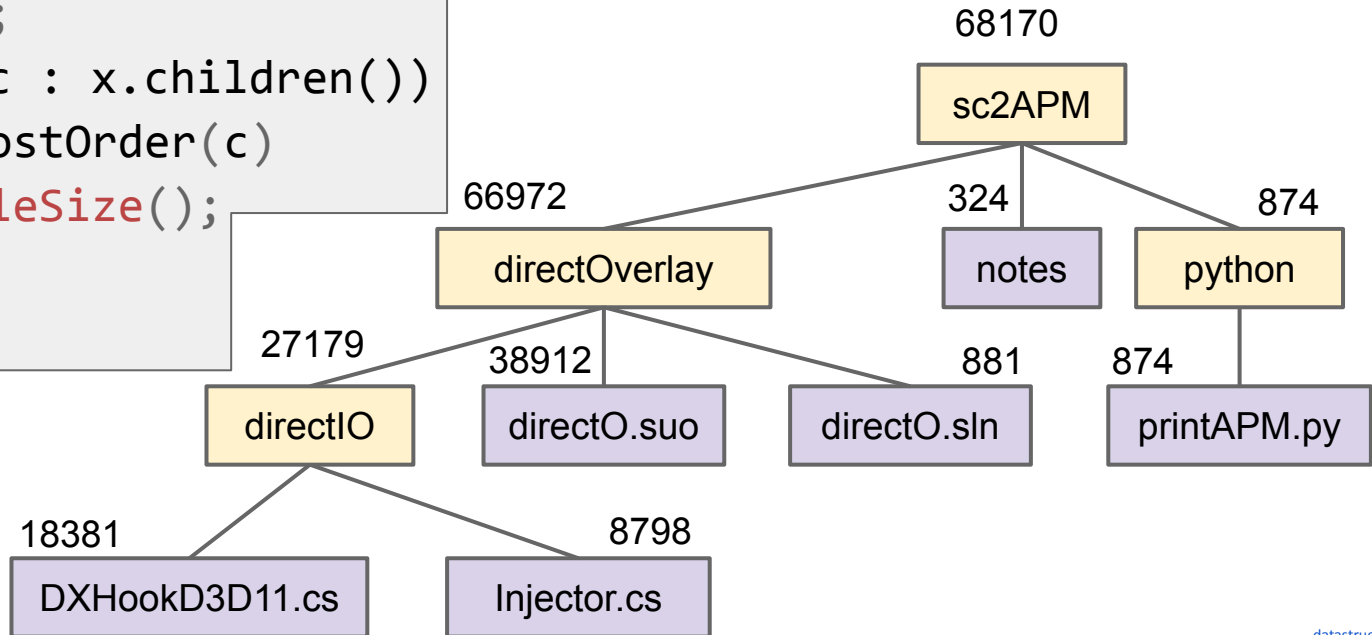 ;
c : x.children())
ostOrder(c)
leSize();
68170
sc2APM
66972
324
874
directOverlay
notes
python
27179
38912
881
874
directIO
directO.suo
directO.sln
printAPM.py
18381
8798
DXHookD3D11.cs
Injector.cs
datastruc